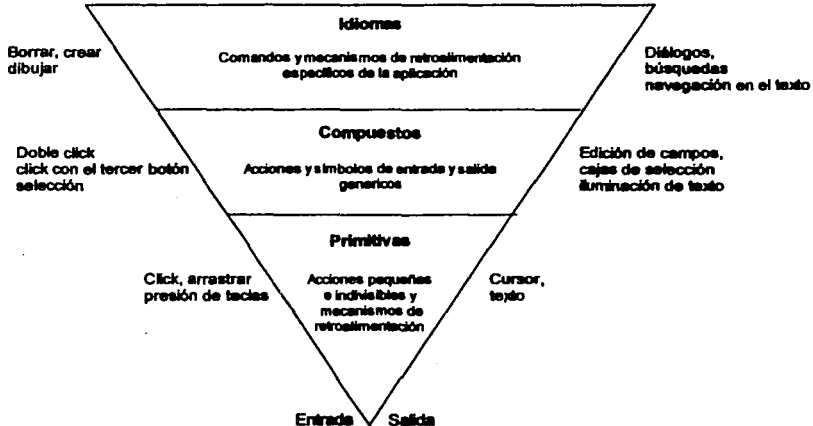 Idiomas
Borrar, crear
dibujar
Comandos y mecanismos de retroalimentación
específicos de la aplicación
Diálogos,
búsquedas
navegación en el texto
Compuestos
Doble click
click con el tercer botón
selección
Acciones y símbolos de entrada y salida
genericos
Edición de campos,
cajas de selección
iluminación de texto
Primitivas
Click, arrastrar
presión de teclas
Acciones pequeñas
e indivisibles y
mecanismos de
retroalimentación
Cursor,
texto
Entrada
Salida